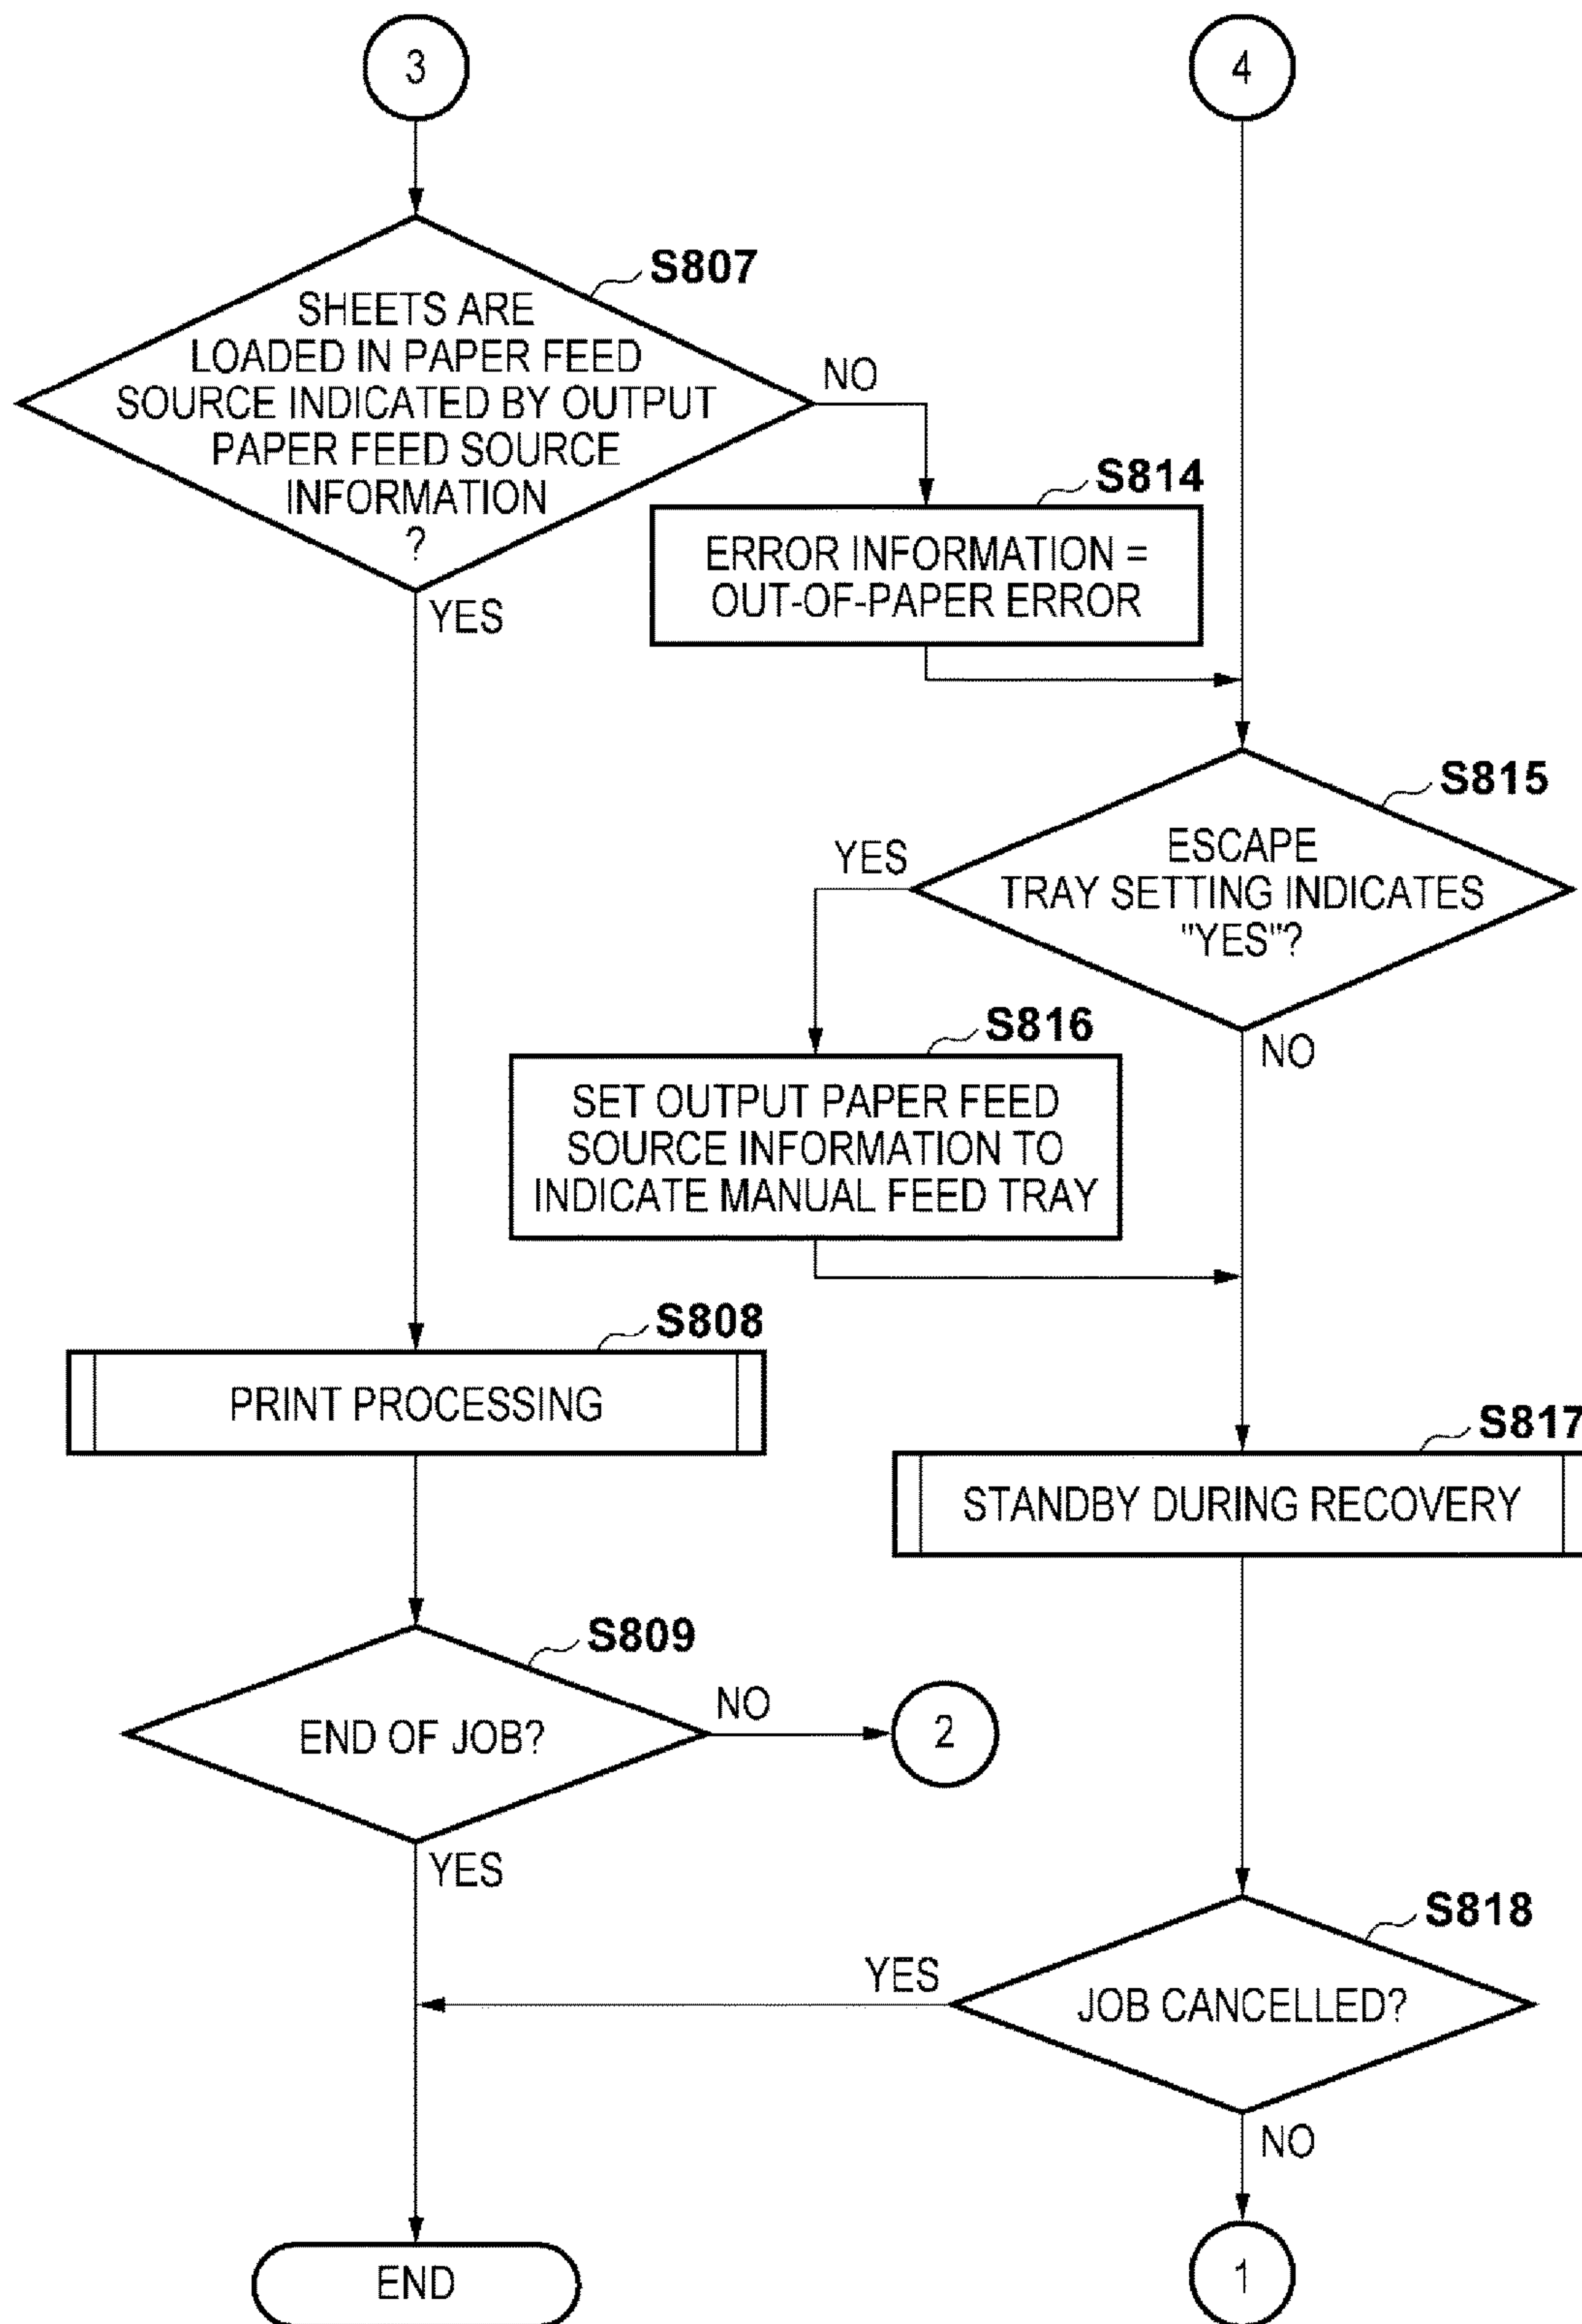 3
4
S807
SHEETS ARE
LOADED IN PAPER FEED
SOURCE INDICATED BY OUTPUT
PAPER FEED SOURCE
INFORMATION
?
NO
YES
S814
ERROR INFORMATION =
OUT-OF-PAPER ERROR
S815
ESCAPE
TRAY SETTING INDICATES
"YES"?
YES
NO
S816
SET OUTPUT PAPER FEED
SOURCE INFORMATION TO
INDICATE MANUAL FEED TRAY
S808
PRINT PROCESSING
S817
STANDBY DURING RECOVERY
S809
END OF JOB?
NO
2
YES
S818
JOB CANCELLED?
YES
NO
END
1